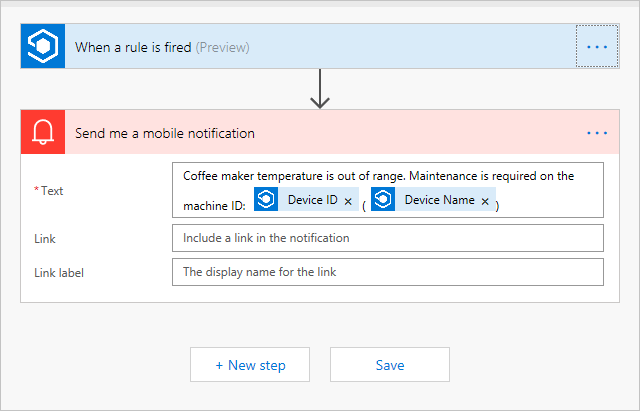 When a rule is fired (Preview)
...
Send me a mobile notification
...
* Text
Coffee maker temperature is out of range. Maintenance is required on the
machine ID: Device ID × ( Device Name × )
Link
Include a link in the notification
Link label
The display name for the link
+ New step
Save